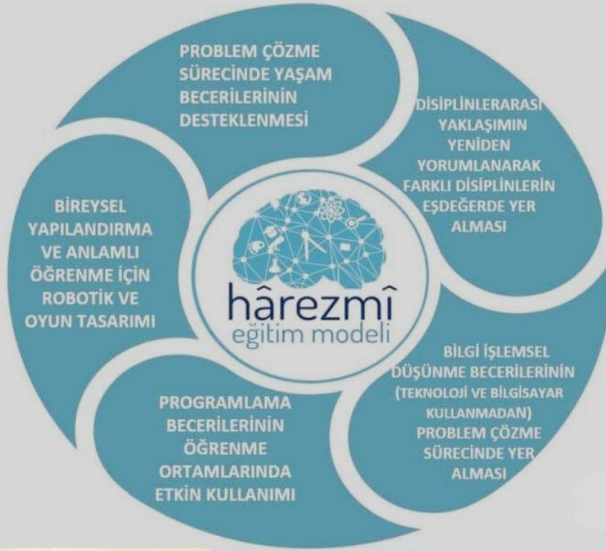 PROBLEM ÇÖZME
SÜRECİNDE YAŞAM
BECERİLERİNİN
DESTEKLENMESİ
DİSİPLİNLERARASI
YAKLAŞIMIN
YENİDEN
YORUMLANARAK
FARKLI DİSİPLİNLERİN
EŞDEĞERDE YER
ALMASI
BİLGİ İŞLEMSEL
DÜŞÜNME BECERİLERİNİN
(TEKNOLOJİ VE BİLGİSAYAR
KULLANMADAN)
PROBLEM ÇÖZME
SÜRECİNDE YER
ALMASI
PROGRAMLAMA
BECERİLERİNİN
ÖĞRENME
ORTAMLARINDA
ETKİN KULLANIMI
BİREYSEL
YAPILANDIRMA
VE ANLAMLI
ÖĞRENME İÇİN
ROBOTİK VE
OYUN TASARIMI
hârezmî
eğitim modeli